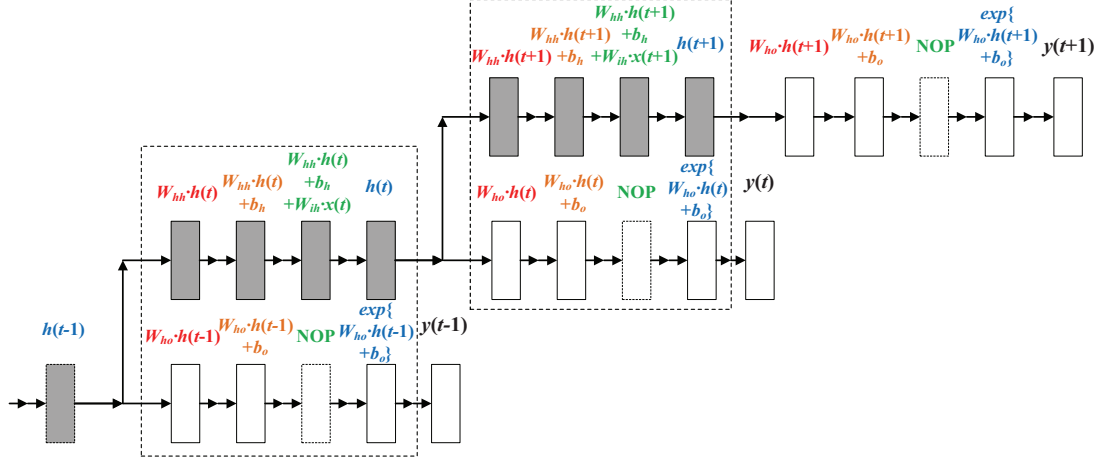 W_hh·h(t+1)
W_hh·h(t+1)
+b_h
W_hh·h(t+1)
+b_h
+W_ih·x(t+1)
h(t+1)
W_ho·h(t+1)
W_ho·h(t+1)
+b_o
NOP
exp{
W_ho·h(t+1)
+b_o}
y(t+1)
W_hh·h(t)
W_hh·h(t)
+b_h
W_hh·h(t)
+b_h
+W_ih·x(t)
h(t)
W_ho·h(t)
W_ho·h(t)
+b_o
NOP
exp{
W_ho·h(t)
+b_o}
y(t)
h(t-1)
W_ho·h(t-1)
W_ho·h(t-1)
+b_o
NOP
exp{
W_ho·h(t-1)
+b_o}
y(t-1)